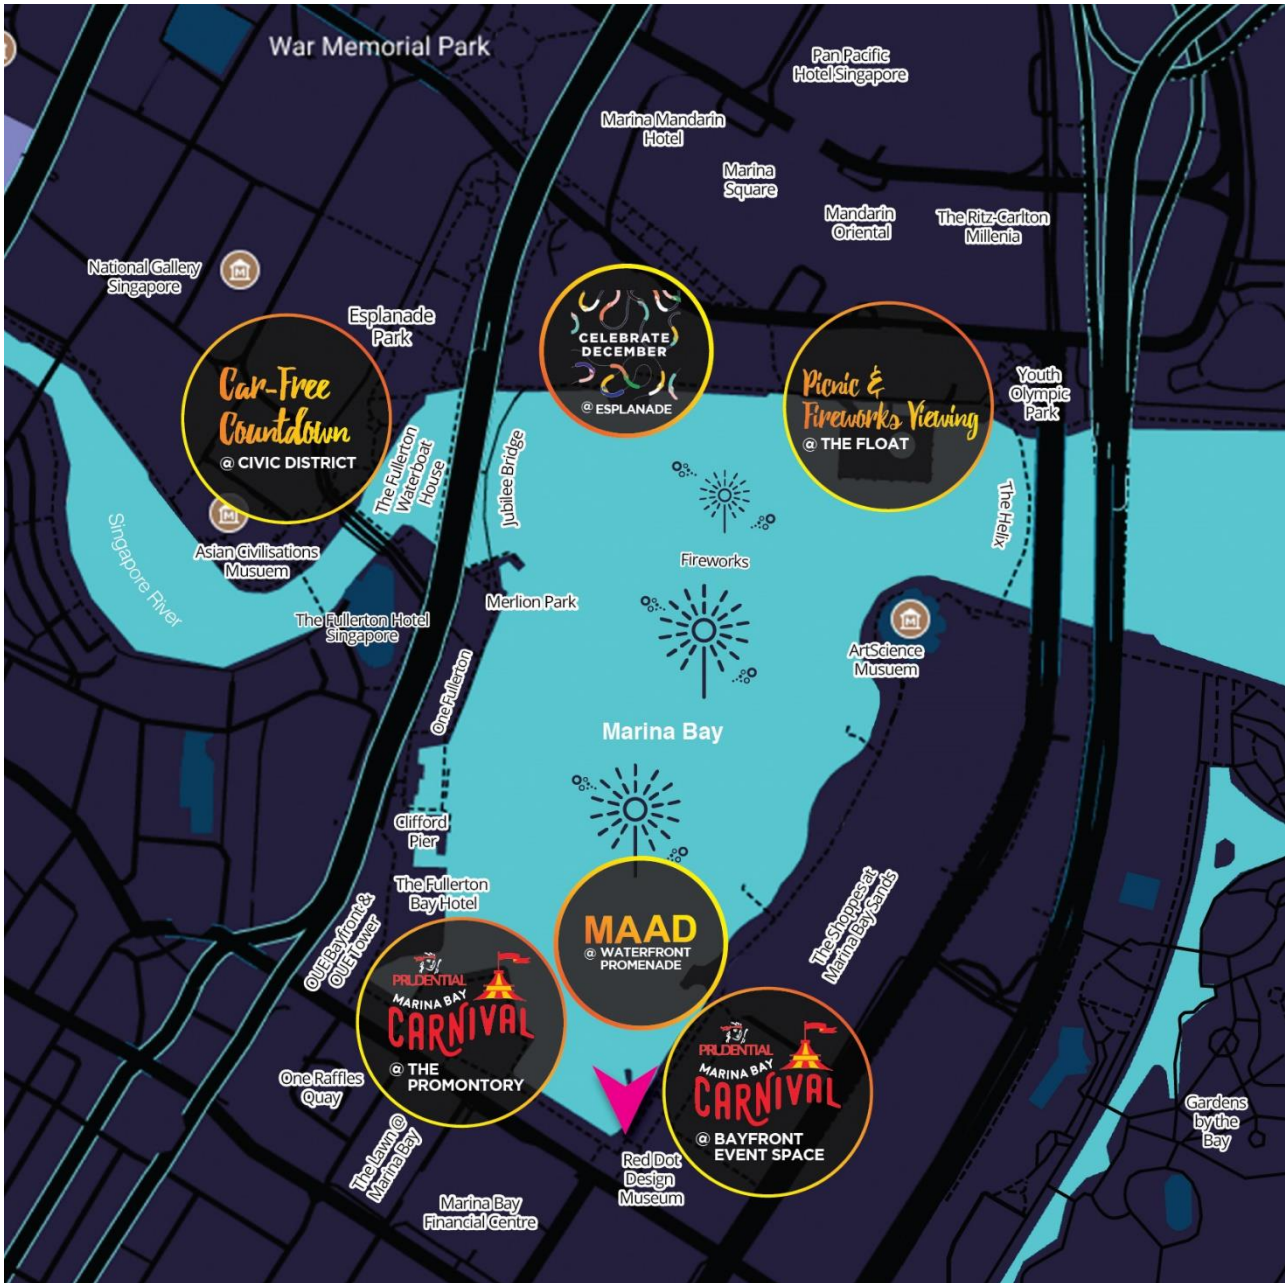 War Memorial Park
Pan Pacific
Hotel Singapore
Marina Mandarin
Hotel
Marina
Square
Mandarin
Oriental
The Ritz-Carlton
Millenia
National Gallery
Singapore
Esplanade
Park
CELEBRATE
DECEMBER
@ ESPLANADE
Car-Free
Countdown
@ CIVIC DISTRICT
Picnic &
Fireworks Viewing
@ THE FLOAT
Youth
Olympic
Park
The Fullerton
Waterboat
House
Jubilee Bridge
The Helix
Singapore River
Asian Civilisations
Musuem
Fireworks
Merlion Park
The Fullerton Hotel
Singapore
ArtScience
Musuem
One Fullerton
Marina Bay
Clifford
Pier
The Fullerton
Bay Hotel
OUE Bayfront &
OUE Tower
The Shoppes at
Marina Bay Sands
MAAD
@ WATERFRONT
PROMENADE
PRUDENTIAL
MARINA BAY
CARNIVAL
@ THE
PROMONTORY
PRUDENTIAL
MARINA BAY
CARNIVAL
@ BAYFRONT
EVENT SPACE
One Raffles
Quay
The Lawn @
Marina Bay
Gardens
by the
Bay
Red Dot
Design
Museum
Marina Bay
Financial Centre
M
M
M